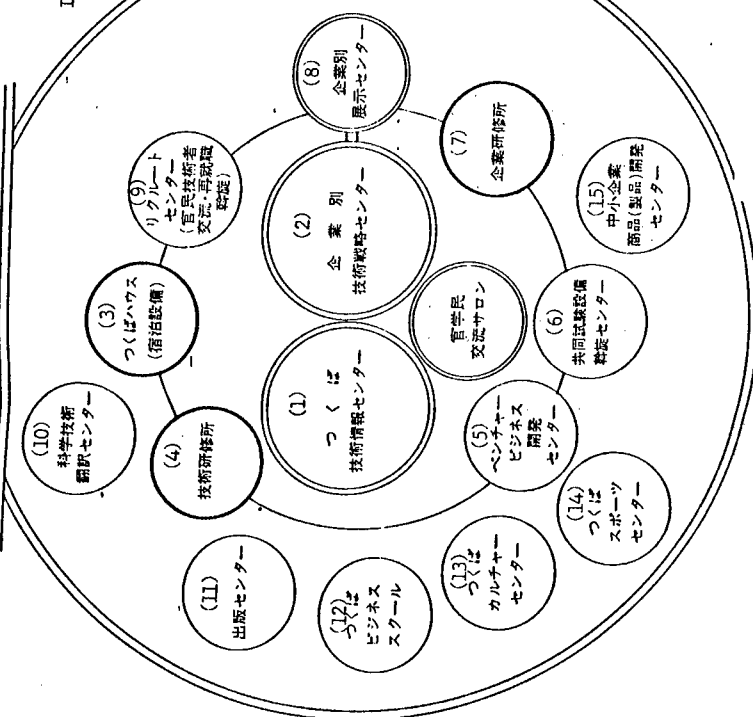 (1)
つくば
技術情報センター
(2)
企業別
技術戦略センター
官学民
交流サロン
(3)
つくばハウス
(宿泊設備)
(4)
技術研修所
(5)
ベンチャー
ビジネス
開発
センター
(6)
共同試験設備
斡旋センター
(7)
企業研修所
(8)
企業別
展示センター
(9)
リクルート
センター
(官民技術者
交流・再就職
斡旋)
(10)
科学技術
翻訳センター
(11)
出版センター
(12)
つくば
ビジネス
スクール
(13)
つくば
カルチャー
センター
(14)
つくば
スポーツ
センター
(15)
中小企業
商品(製品)開発
センター